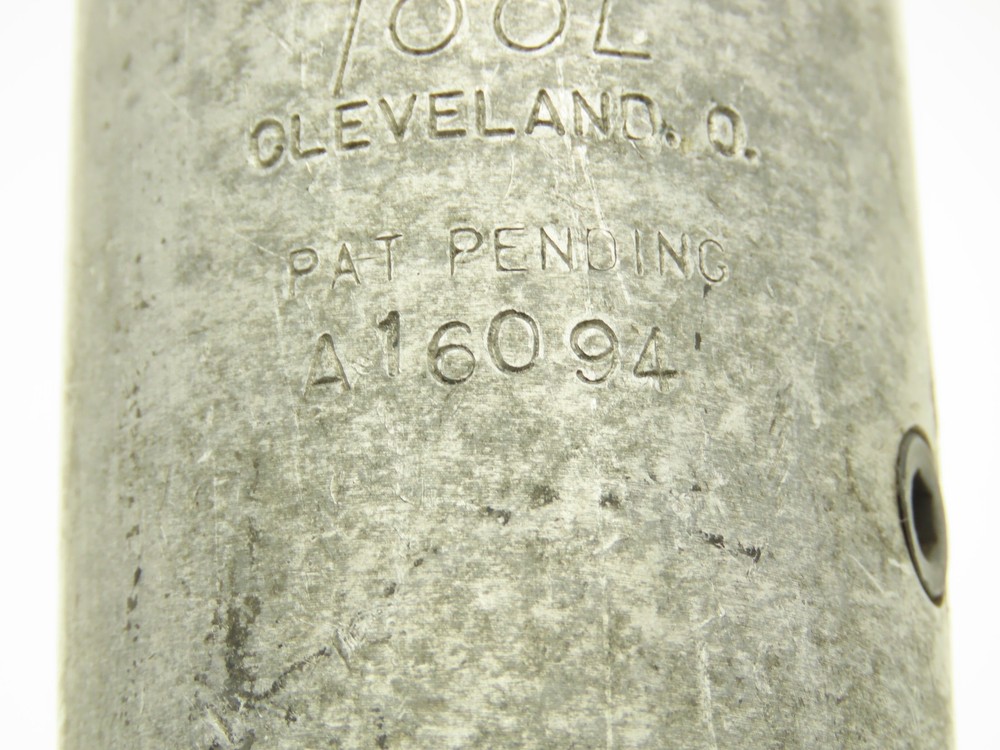 TOOL
CLEVELAND, O.
PAT PENDING
A16094